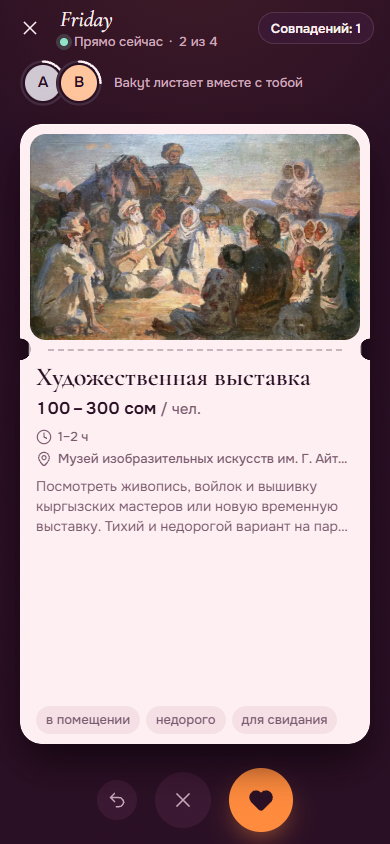 Friday
Прямо сейчас · 2 из 4
Совпадений: 1
A B Bakyt листает вместе с тобой
Художественная выставка
100 – 300 сом / чел.
1–2 ч
Музей изобразительных искусств им. Г. Айт...
Посмотреть живопись, войлок и вышивку
кыргызских мастеров или новую временную
выставку. Тихий и недорогой вариант на пар...
в помещении недорого для свидания